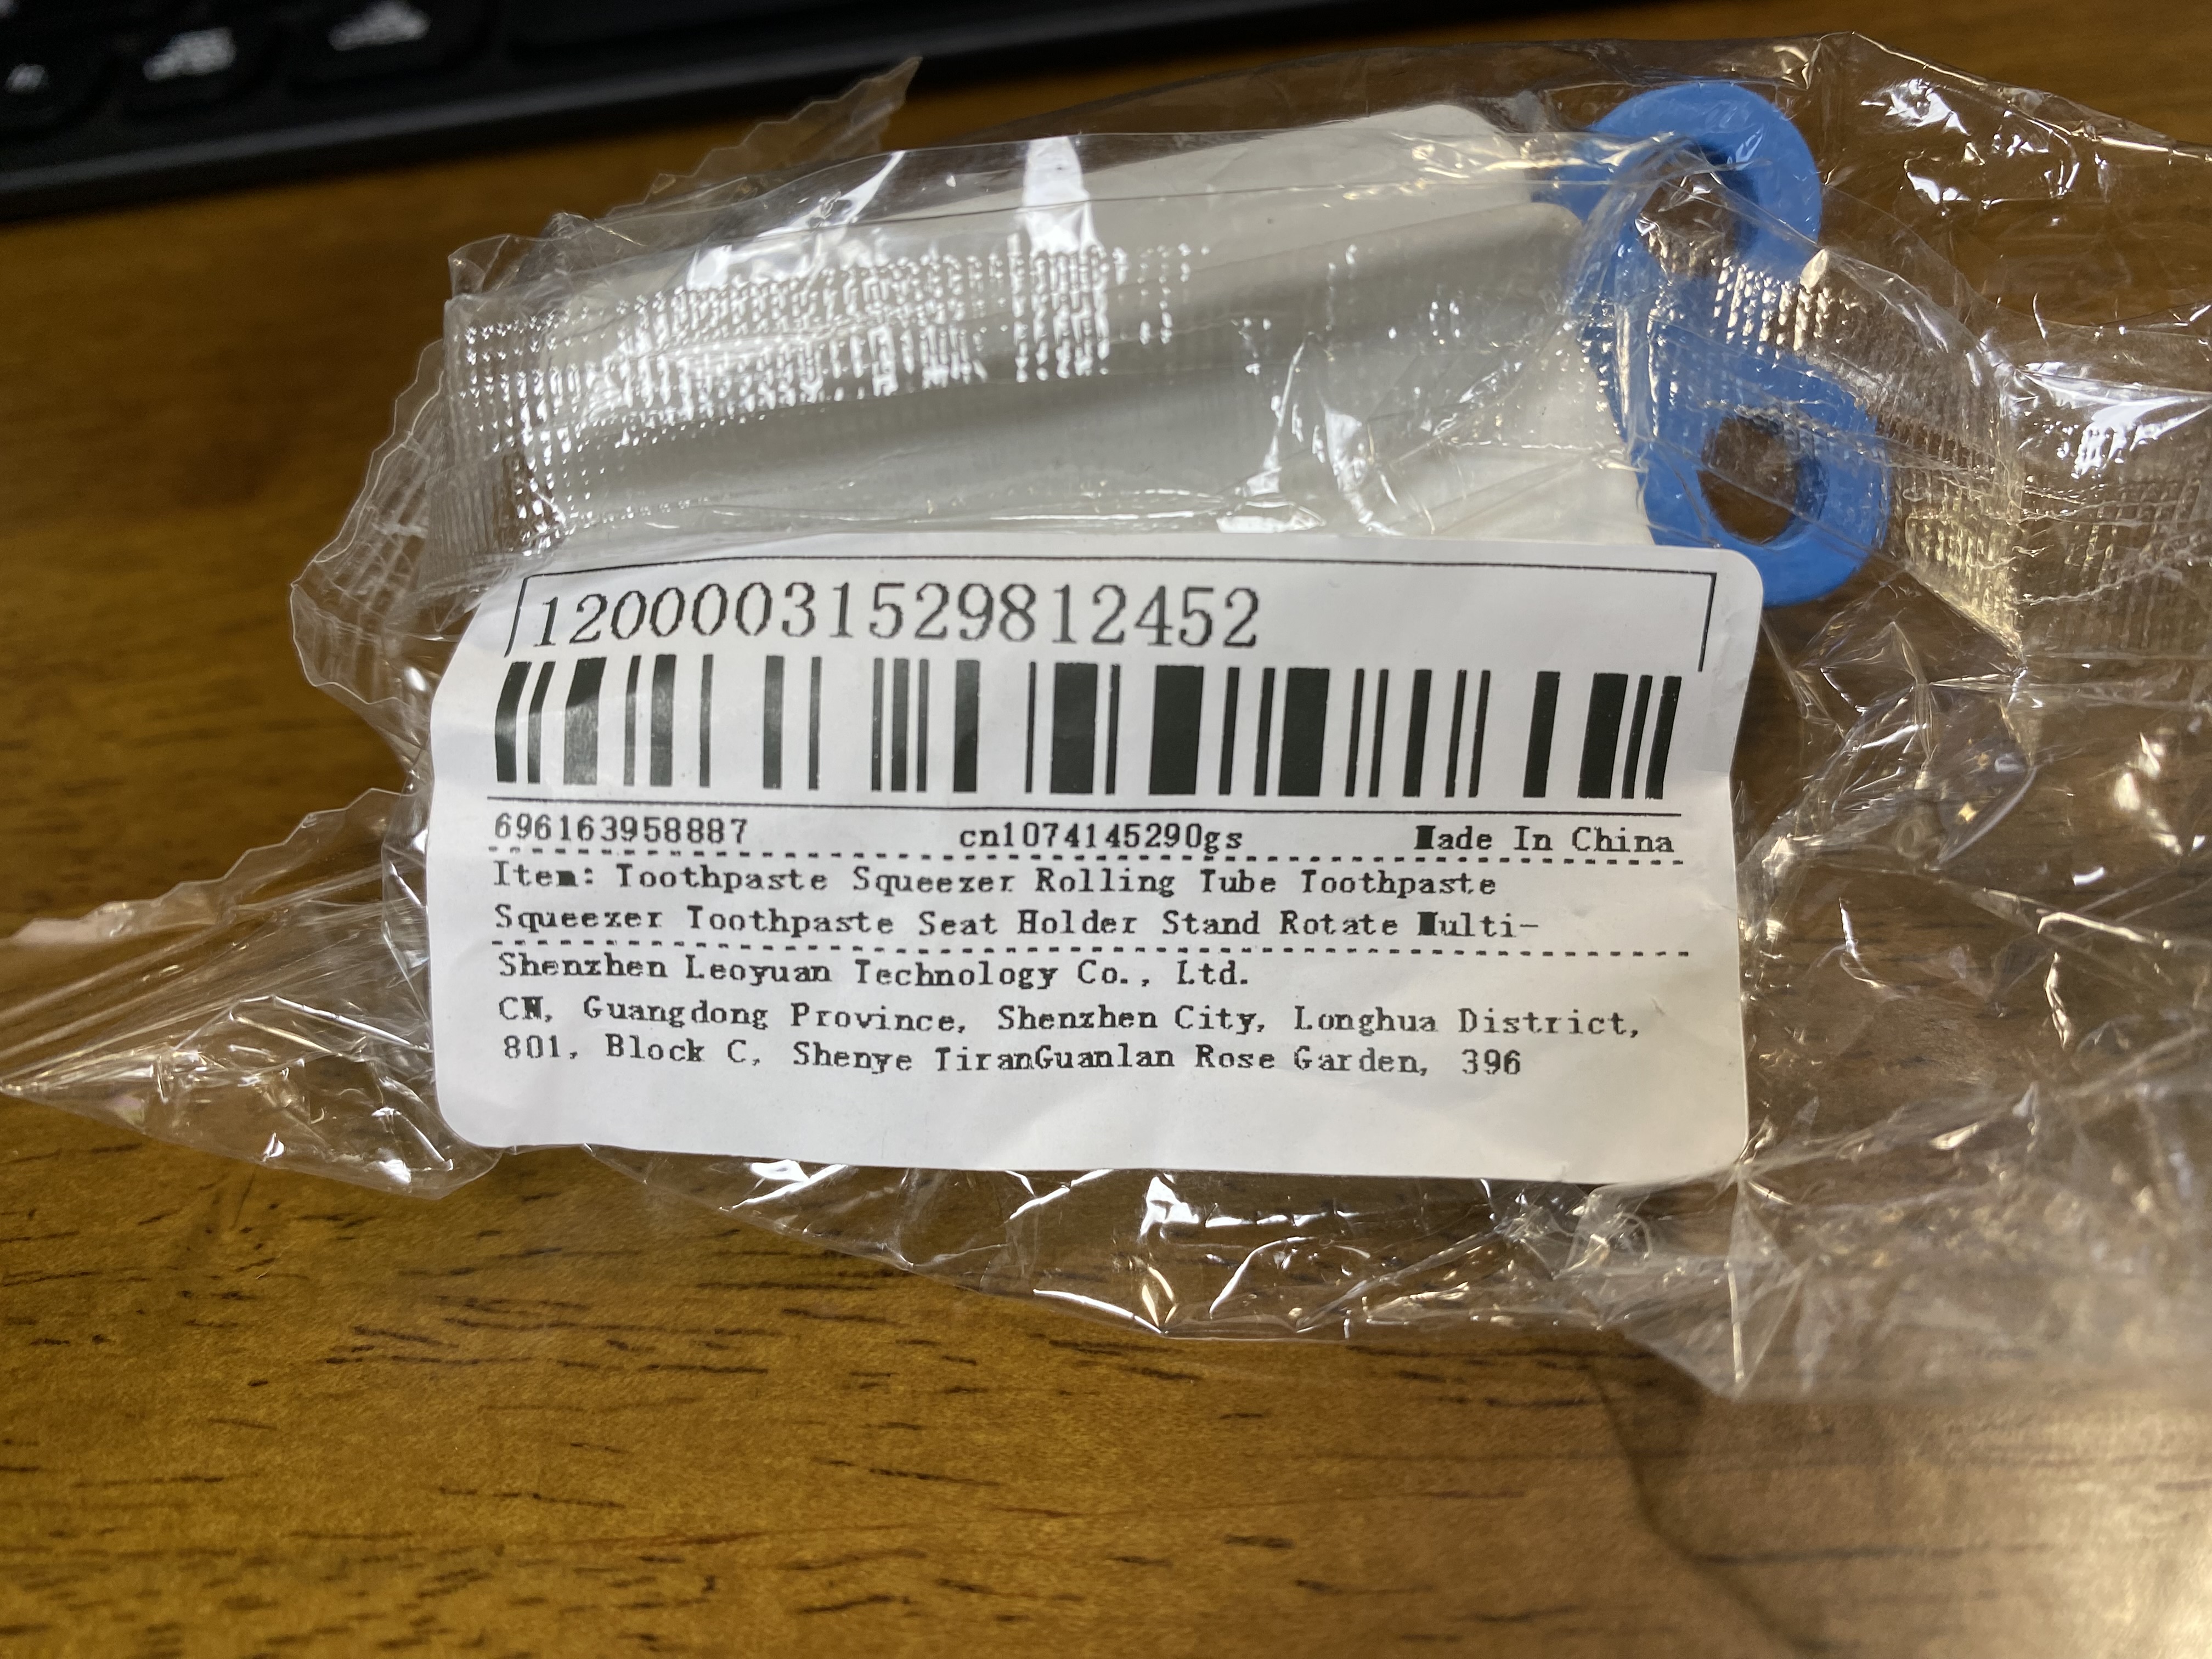 12000031529812452
696163958887 cn1074145290gs Made In China
Item: Toothpaste Squeezer Rolling Tube Toothpaste
Squeezer Toothpaste Seat Holder Stand Rotate Multi-
Shenzhen Leoyuan Technology Co., Ltd.
CN, Guangdong Province, Shenzhen City, Longhua District,
801, Block C, Shenye TiranGuanlan Rose Garden, 396